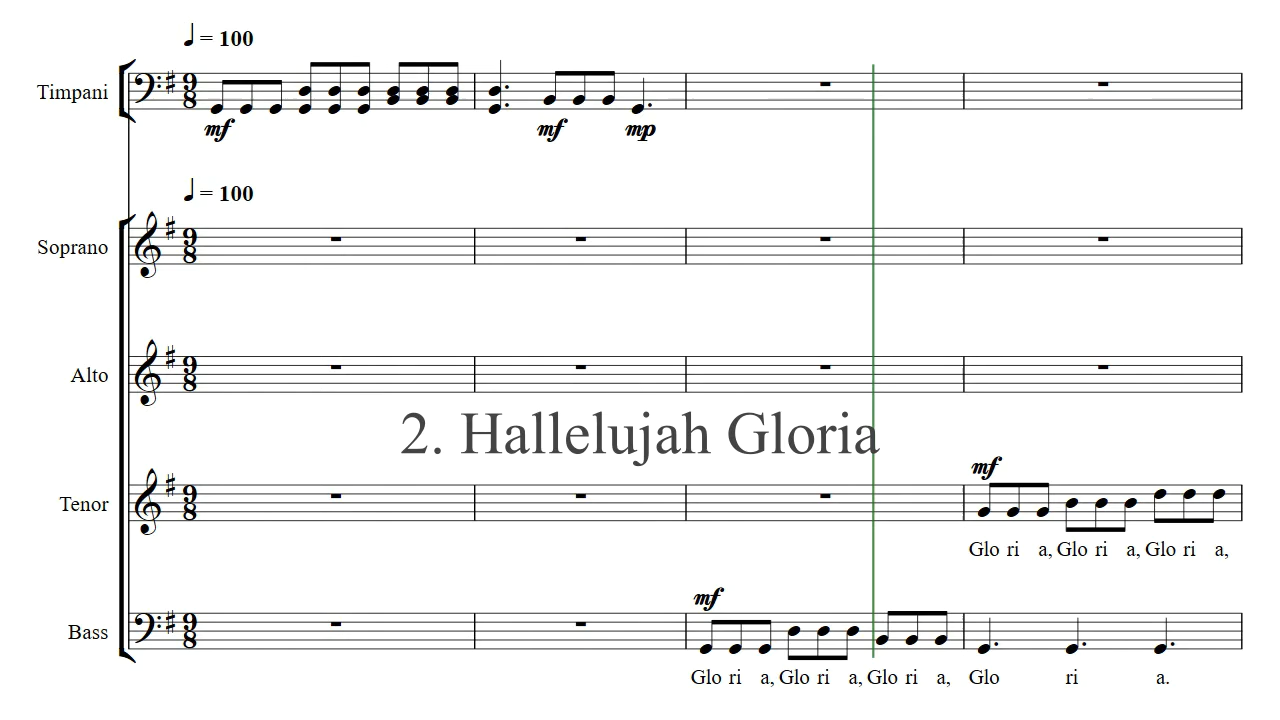 ♩ = 100
Timpani
mf
mf
mp
♩ = 100
Soprano
Alto
2. Hallelujah Gloria
mf
Tenor
Glo ri a, Glo ri a, Glo ri a,
mf
Bass
Glo ri a, Glo ri a, Glo ri a, Glo ri a.